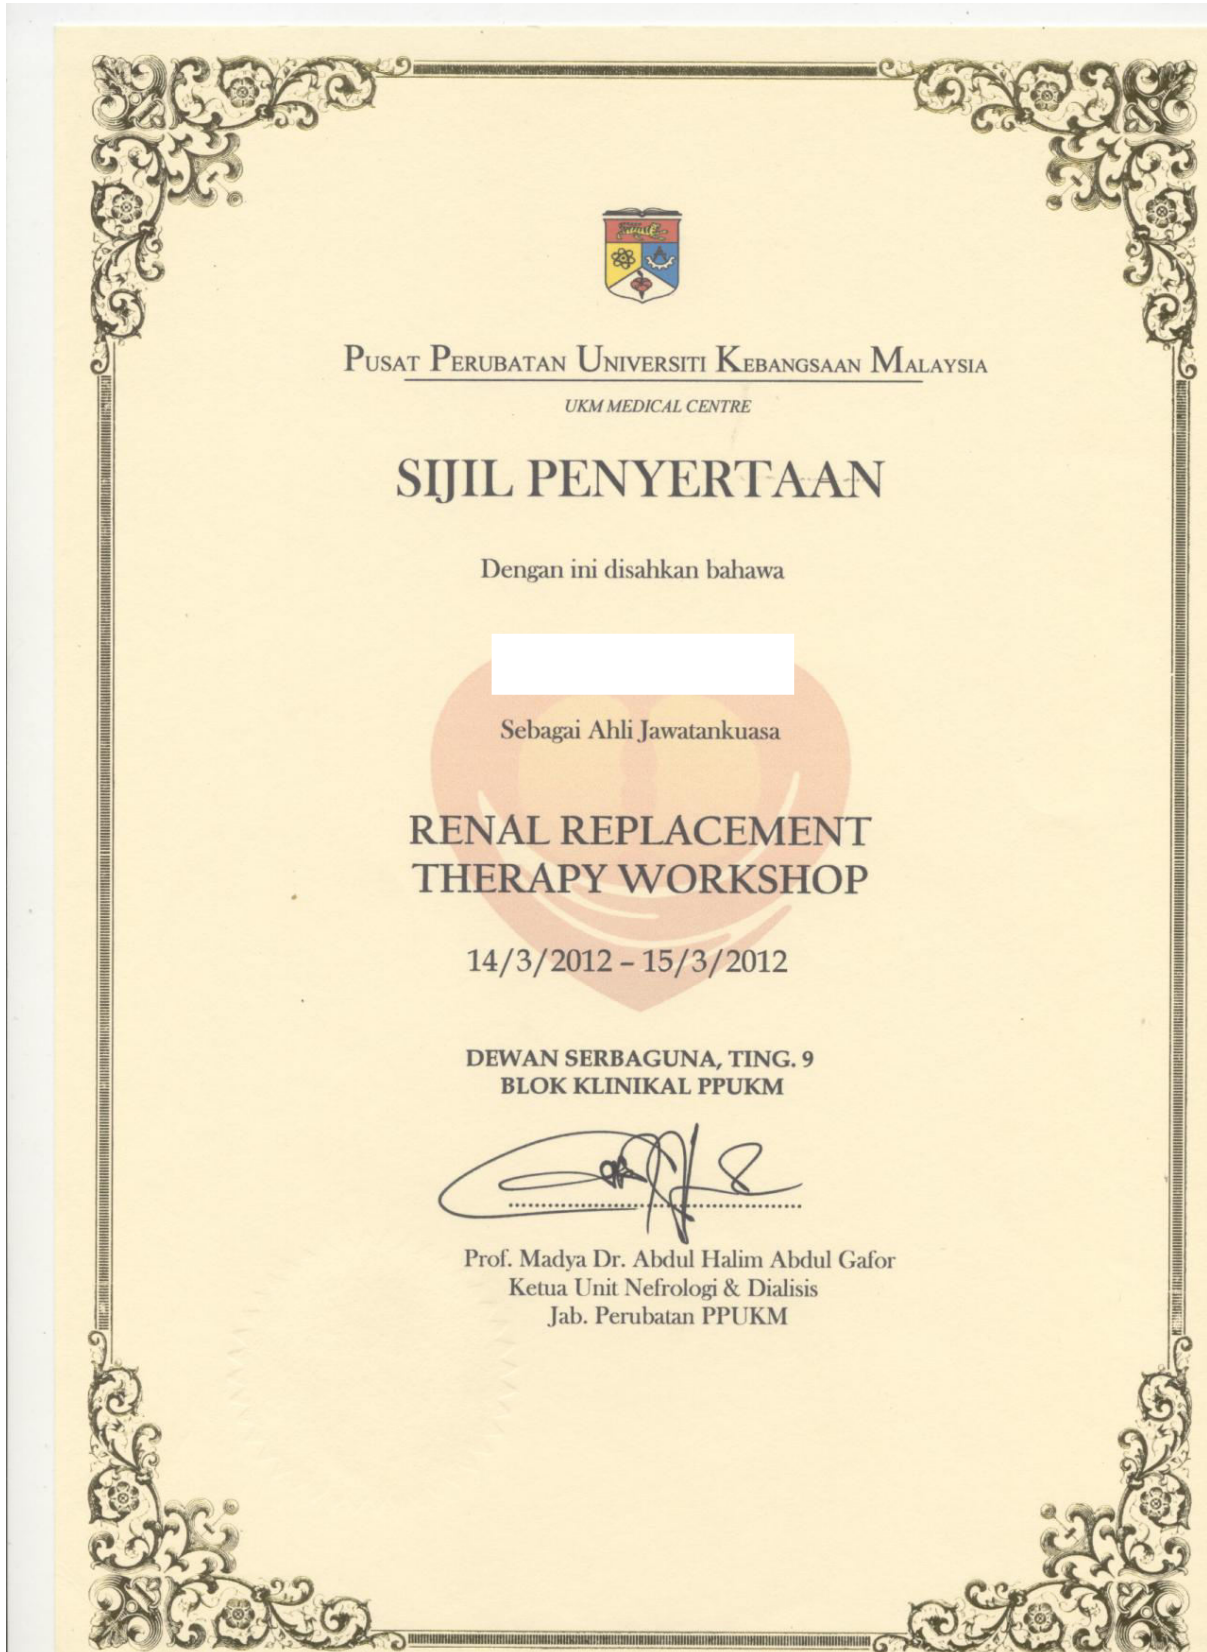 PUSAT PERUBATAN UNIVERSITI KEBANGSAAN MALAYSIA
UKM MEDICAL CENTRE
SIJIL PENYERTAAN
Dengan ini disahkan bahawa
Sebagai Ahli Jawatankuasa
RENAL REPLACEMENT
THERAPY WORKSHOP
14/3/2012 – 15/3/2012
DEWAN SERBAGUNA, TING. 9
BLOK KLINIKAL PPUKM
Prof. Madya Dr. Abdul Halim Abdul Gafor
Ketua Unit Nefrologi & Dialisis
Jab. Perubatan PPUKM